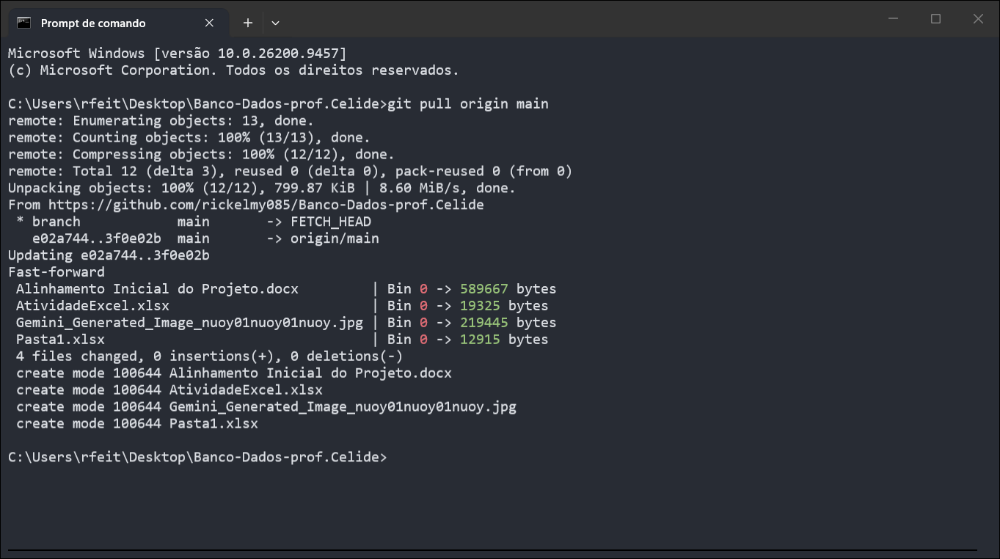 Prompt de comando
Microsoft Windows [versão 10.0.26200.9457]
(c) Microsoft Corporation. Todos os direitos reservados.
C:\Users\rfeit\Desktop\Banco-Dados-prof.Celide>git pull origin main
remote: Enumerating objects: 13, done.
remote: Counting objects: 100% (13/13), done.
remote: Compressing objects: 100% (12/12), done.
remote: Total 12 (delta 3), reused 0 (delta 0), pack-reused 0 (from 0)
Unpacking objects: 100% (12/12), 799.87 KiB | 8.60 MiB/s, done.
From https://github.com/rickelmy085/Banco-Dados-prof.Celide
 * branch            main       -> FETCH_HEAD
   e02a744..3f0e02b  main       -> origin/main
Updating e02a744..3f0e02b
Fast-forward
 Alinhamento Inicial do Projeto.docx         | Bin 0 -> 589667 bytes
 AtividadeExcel.xlsx                         | Bin 0 -> 19325 bytes
 Gemini_Generated_Image_nuoy01nuoy01nuoy.jpg | Bin 0 -> 219445 bytes
 Pasta1.xlsx                                 | Bin 0 -> 12915 bytes
 4 files changed, 0 insertions(+), 0 deletions(-)
 create mode 100644 Alinhamento Inicial do Projeto.docx
 create mode 100644 AtividadeExcel.xlsx
 create mode 100644 Gemini_Generated_Image_nuoy01nuoy01nuoy.jpg
 create mode 100644 Pasta1.xlsx
C:\Users\rfeit\Desktop\Banco-Dados-prof.Celide>